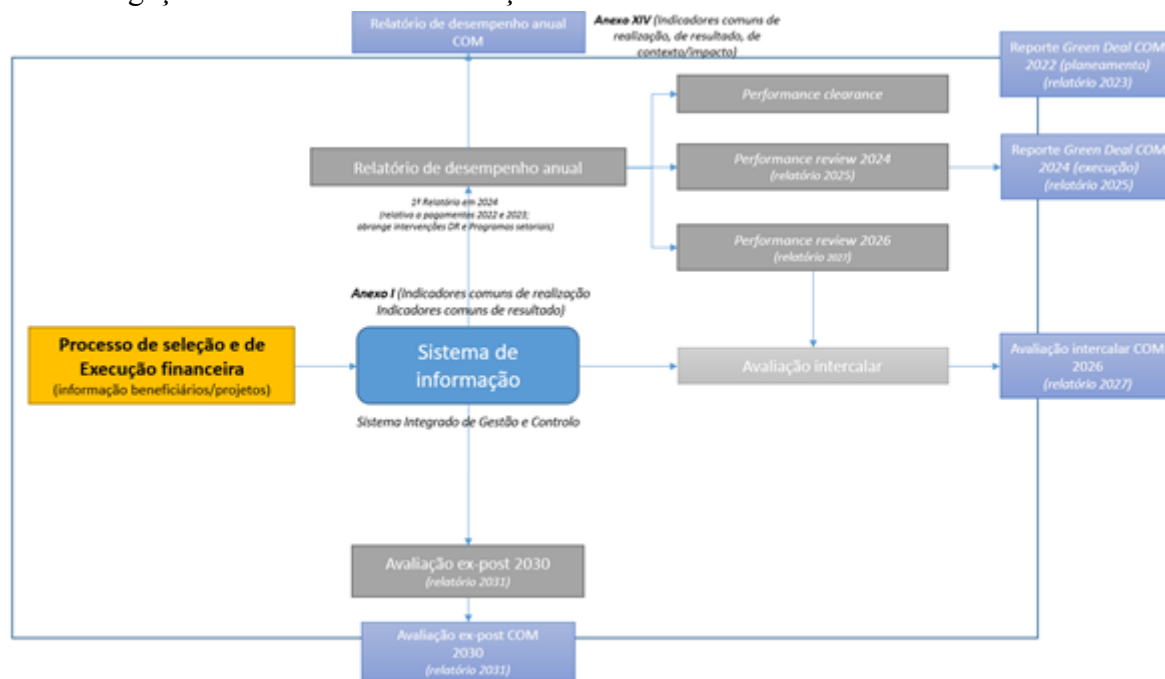 Relatório de desempenho anual
COM
Anexo XIV (Indicadores comuns de
realização, de resultado, de
contexto/impacto)
Reporte Green Deal COM
2022 (planeamento)
(relatório 2023)
Performance clearance
Relatório de desempenho anual
Performance review 2024
(relatório 2025)
Reporte Green Deal COM
2024 (execução)
(relatório 2025)
1º Relatório em 2024
(relativo a pagamentos 2022 e 2023;
abrange intervenções DR e Programas setoriais)
Performance review 2026
(relatório 2027)
Anexo I (Indicadores comuns de realização
Indicadores comuns de resultado)
Processo de seleção e de
Execução financeira
(informação beneficiários/projetos)
Sistema de
informação
Avaliação intercalar
Avaliação intercalar COM
2026
(relatório 2027)
Sistema Integrado de Gestão e Controlo
Avaliação ex-post 2030
(relatório 2031)
Avaliação ex-post COM
2030
(relatório 2031)